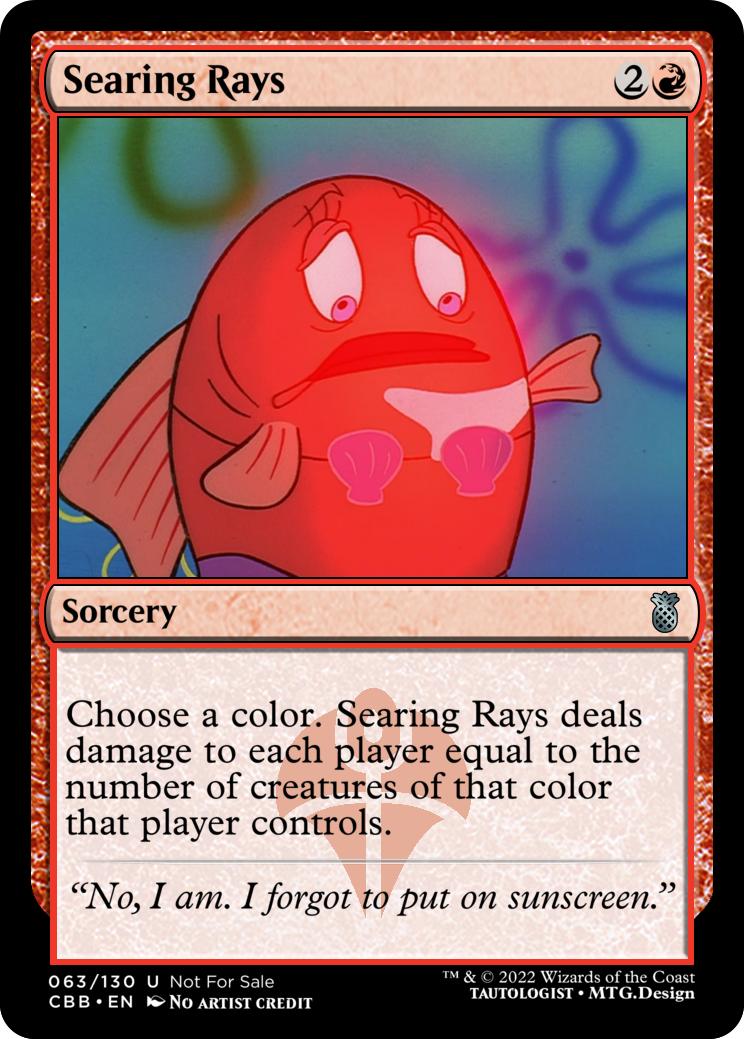 Searing Rays 2
Sorcery
Choose a color. Searing Rays deals
damage to each player equal to the
number of creatures of that color
that player controls.
“No, I am. I forgot to put on sunscreen.”
063/130 U Not For Sale
CBB • EN No artist credit
™ & © 2022 Wizards of the Coast
TAUTOLOGIST • MTG.Design